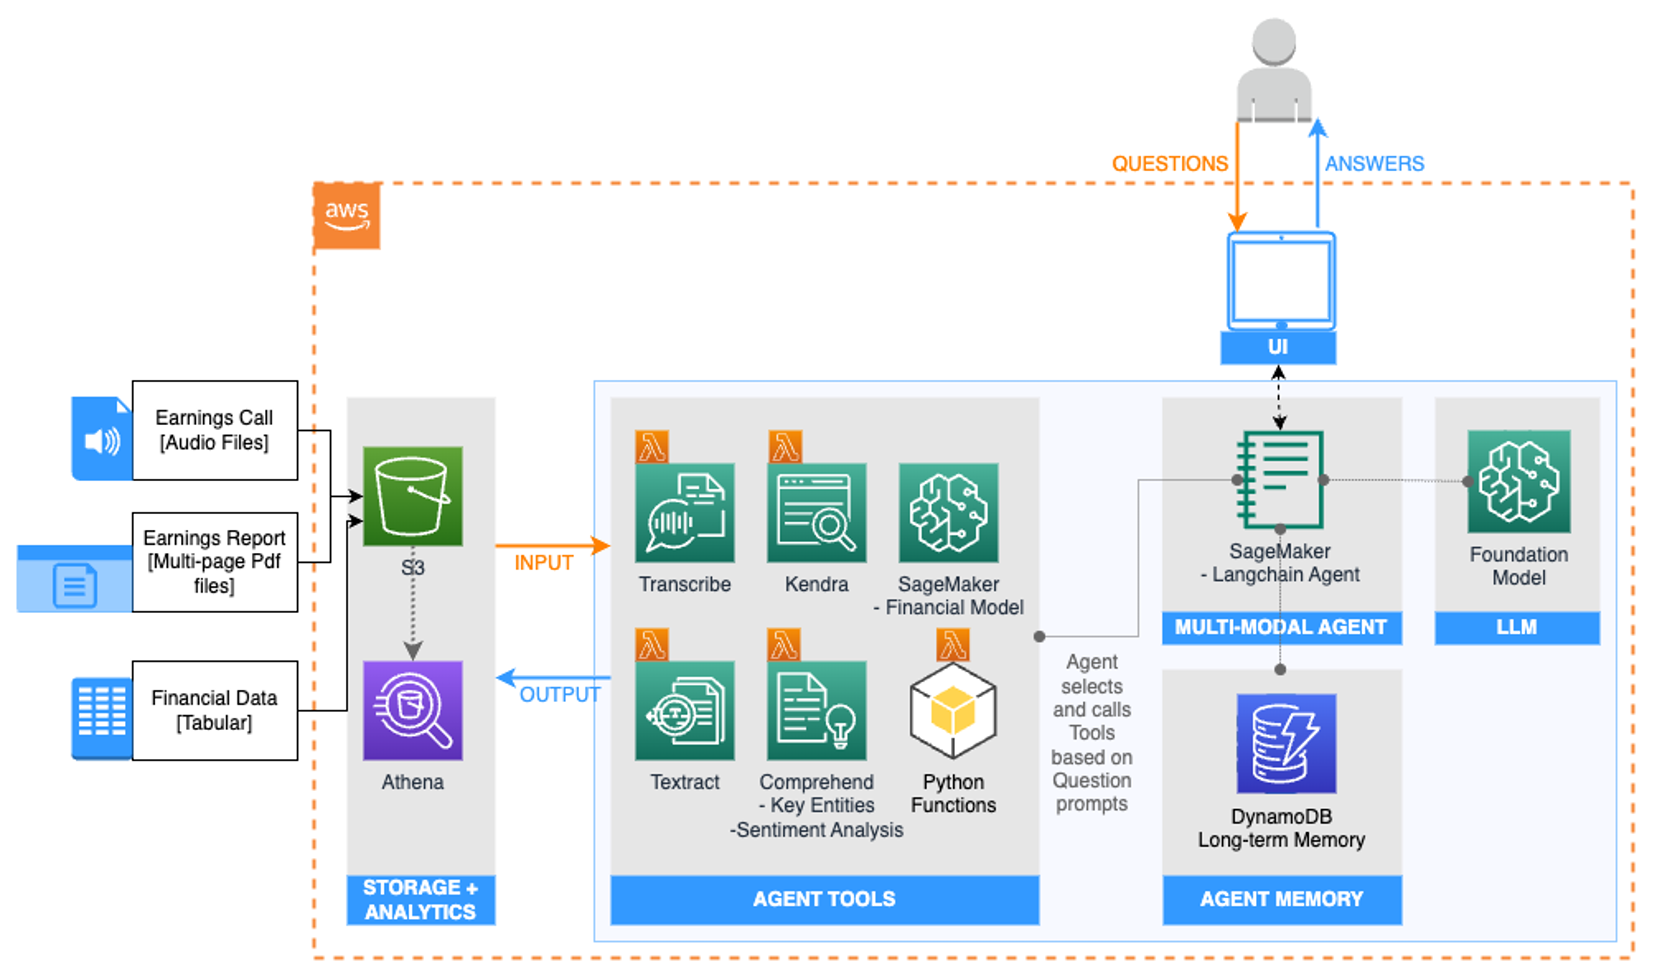 QUESTIONS
ANSWERS
aws
UI
Earnings Call
[Audio Files]
Earnings Report
[Multi-page Pdf
files]
Financial Data
[Tabular]
S3
Athena
STORAGE +
ANALYTICS
INPUT
OUTPUT
Transcribe
Kendra
SageMaker
- Financial Model
Textract
Comprehend
- Key Entities
-Sentiment Analysis
Python
Functions
AGENT TOOLS
Agent
selects
and calls
Tools
based on
Question
prompts
SageMaker
- Langchain Agent
MULTI-MODAL AGENT
Foundation
Model
LLM
DynamoDB
Long-term Memory
AGENT MEMORY